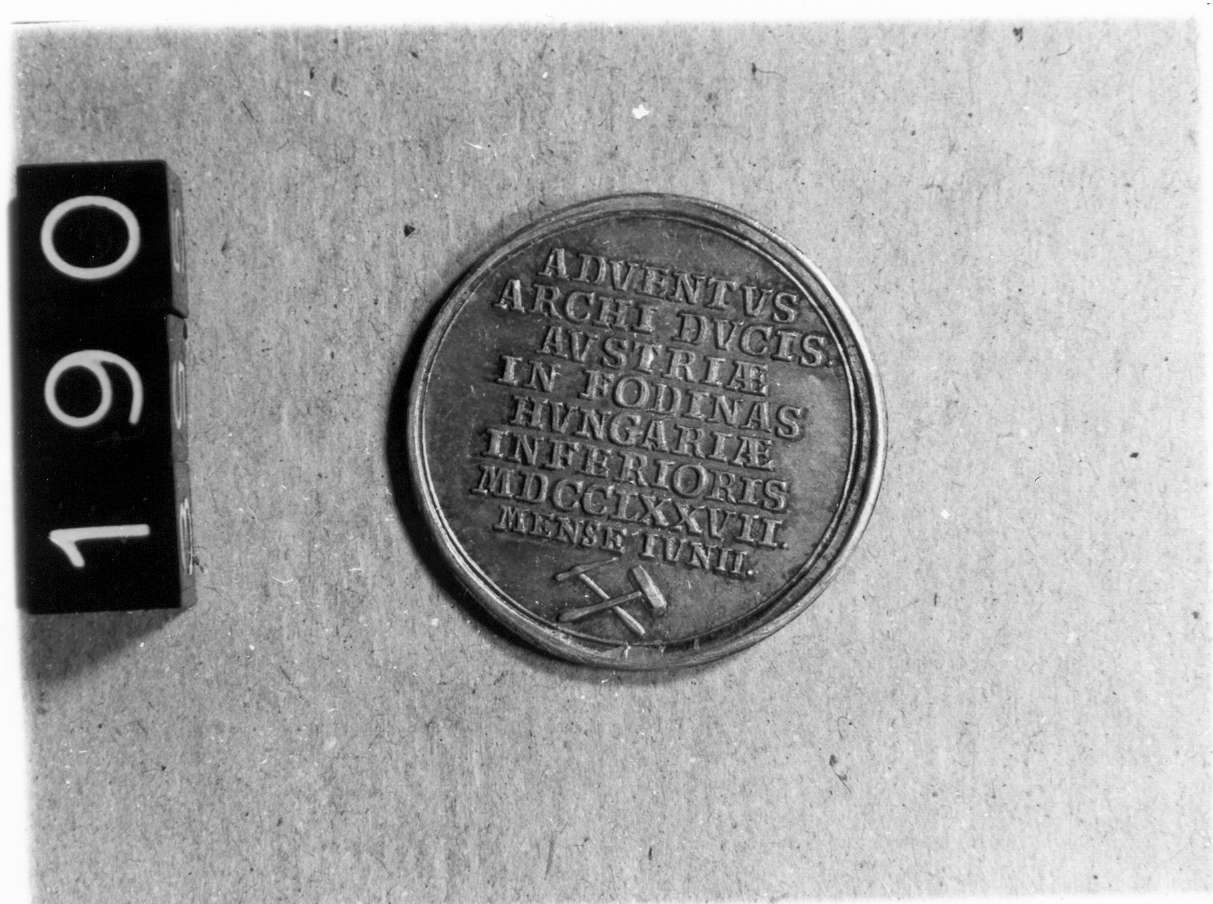 190
ADVENTVS
ARCHI DVCIS.
AVSTRIÆ
IN FODINAS
HVNGARIÆ
INFERIORIS
MDCCLXXVII.
MENSE IVNII.